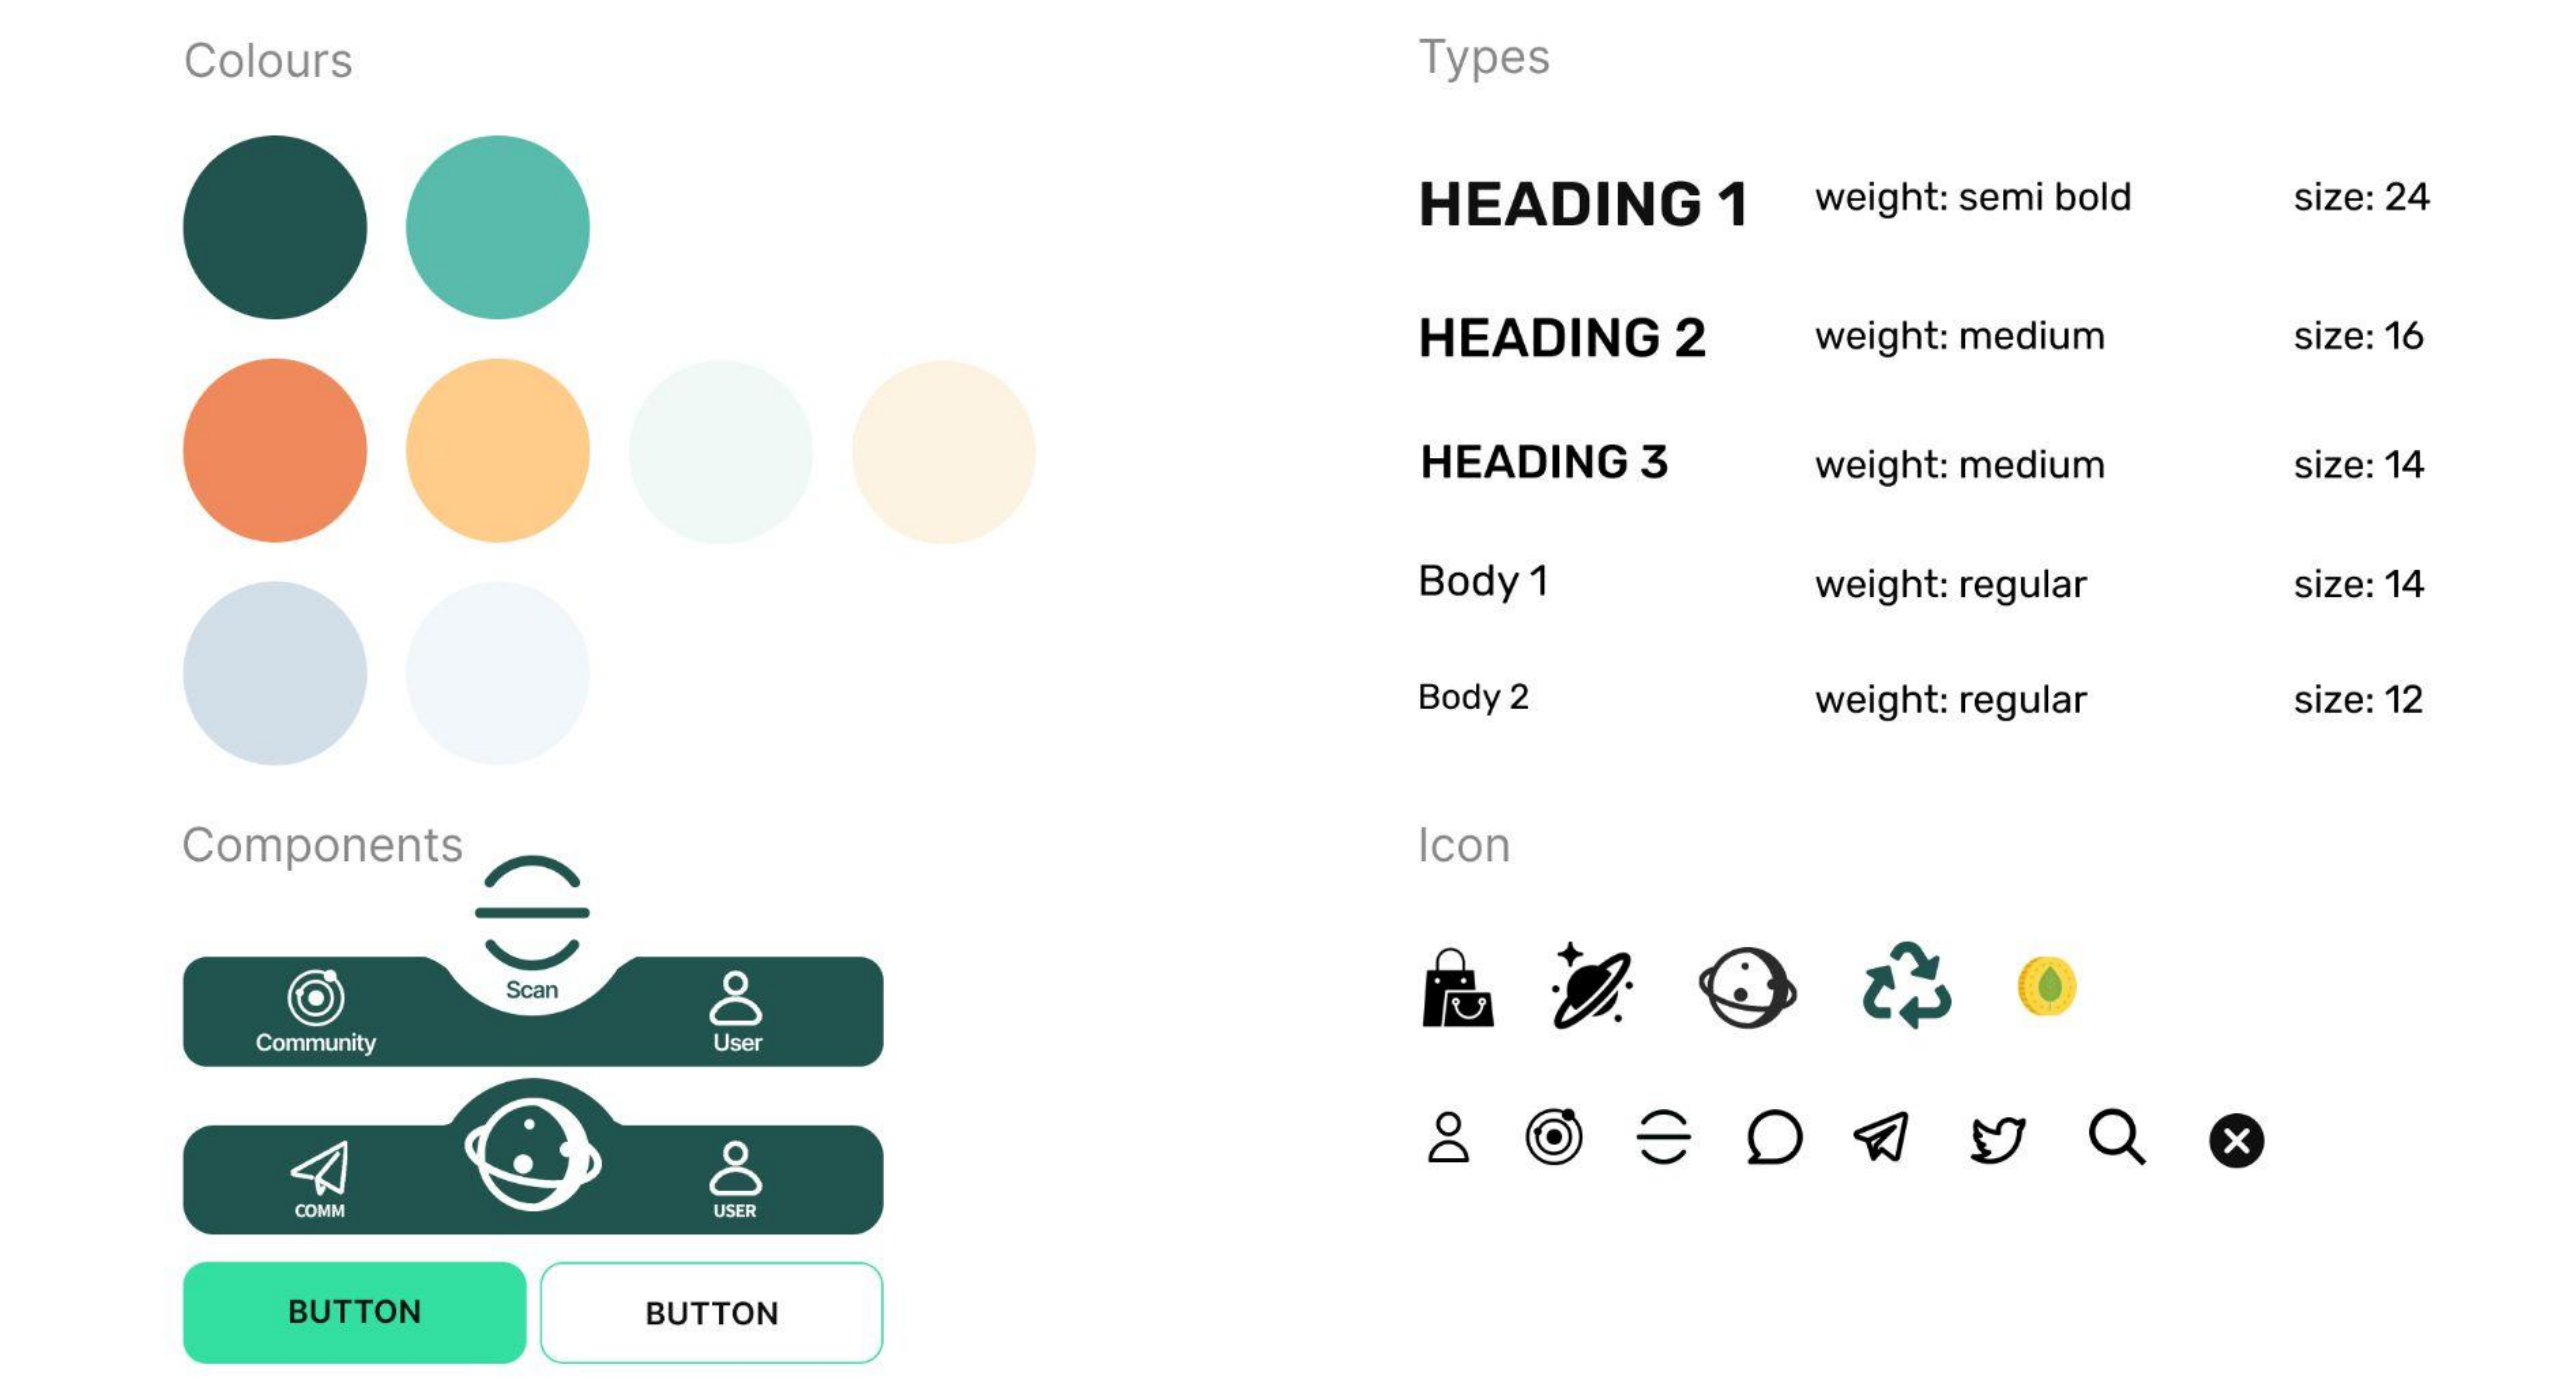 Colours
Types
HEADING 1 weight: semi bold size: 24
HEADING 2 weight: medium size: 16
HEADING 3 weight: medium size: 14
Body 1 weight: regular size: 14
Body 2 weight: regular size: 12
Components
Scan
Community
User
COMM
USER
BUTTON
BUTTON
Icon